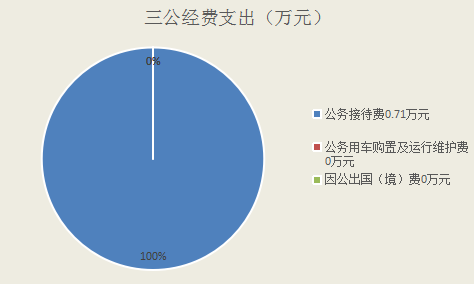 三公经费支出（万元）
0%
公务接待费0.71万元
公务用车购置及运行维护费
0万元
因公出国（境）费0万元
100%